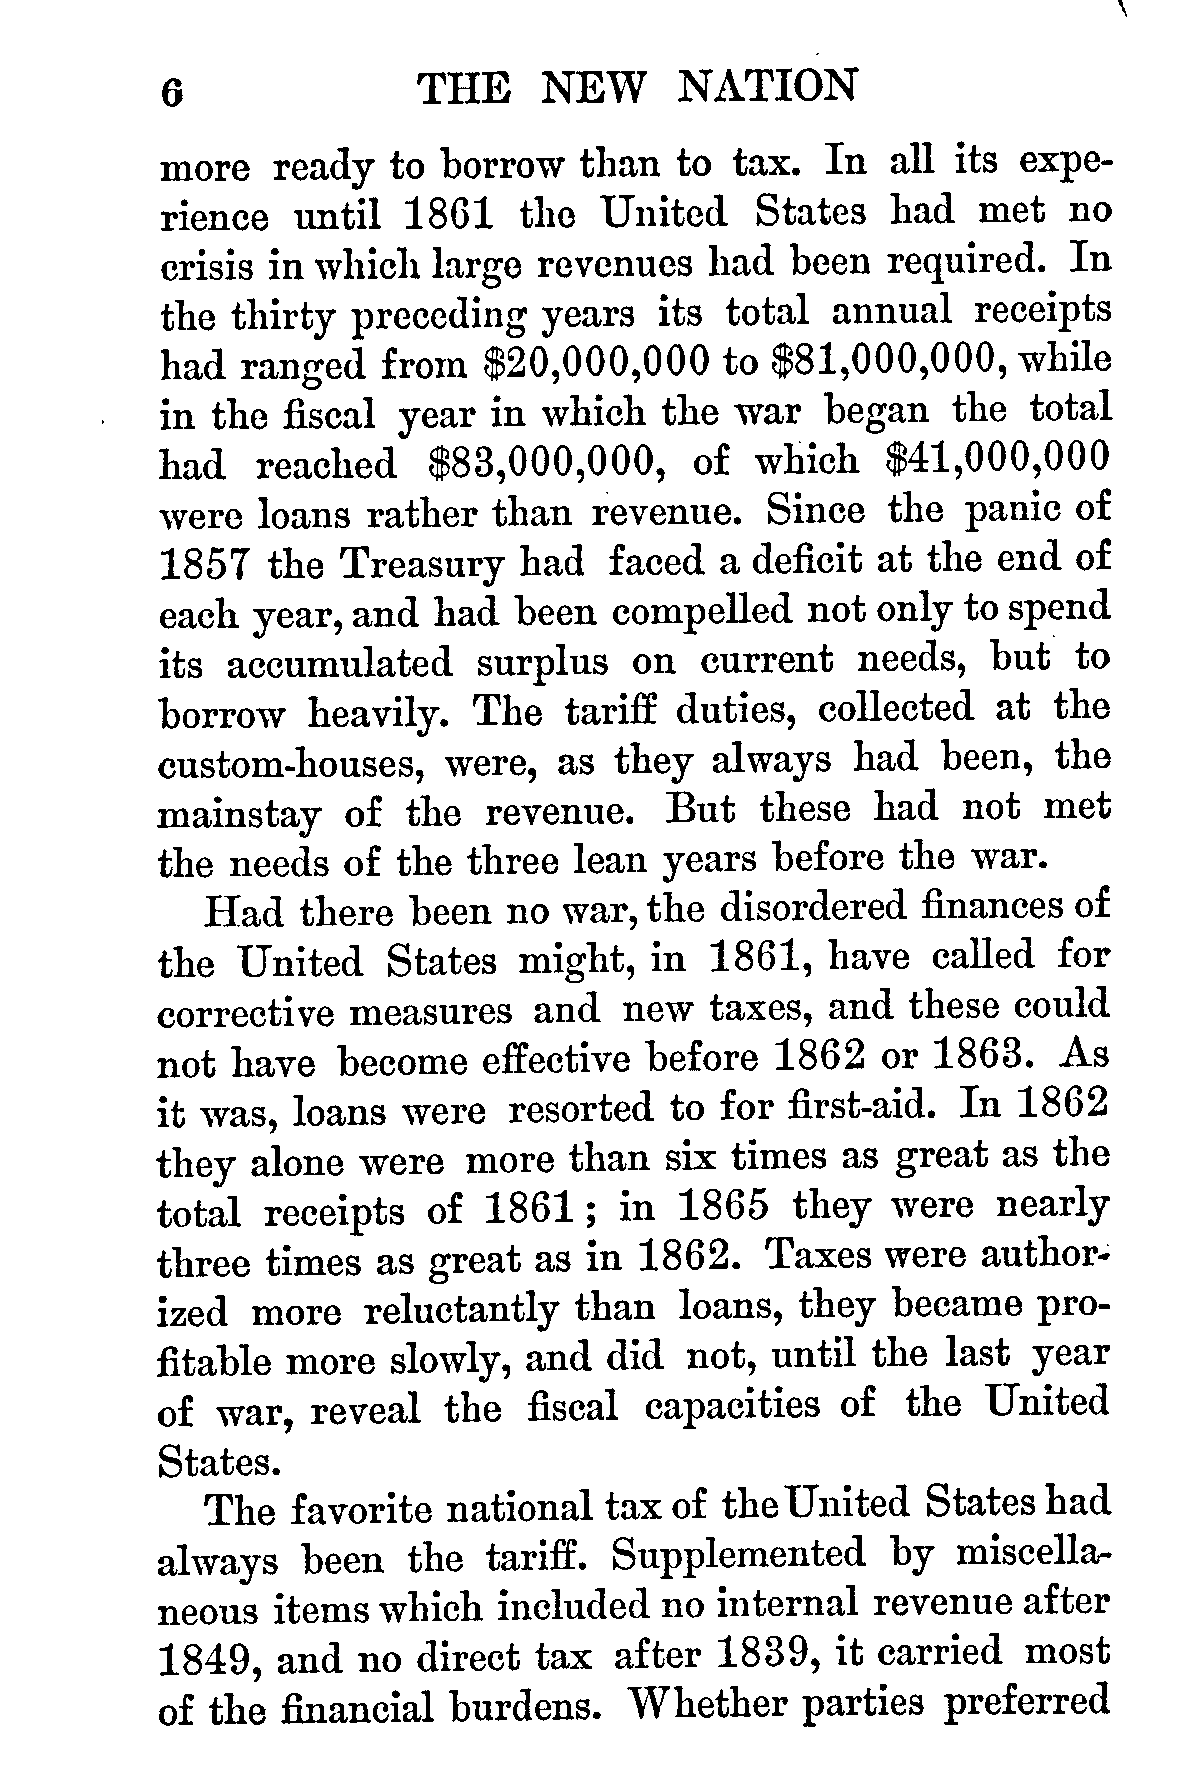 6 THE NEW NATION
more ready to borrow than to tax. In all its expe-
rience until 1861 the United States had met no
crisis in which large revenues had been required. In
the thirty preceding years its total annual receipts
had ranged from $20,000,000 to $81,000,000, while
in the fiscal year in which the war began the total
had reached $83,000,000, of which $41,000,000
were loans rather than revenue. Since the panic of
1857 the Treasury had faced a deficit at the end of
each year, and had been compelled not only to spend
its accumulated surplus on current needs, but to
borrow heavily. The tariff duties, collected at the
custom-houses, were, as they always had been, the
mainstay of the revenue. But these had not met
the needs of the three lean years before the war.
Had there been no war, the disordered finances of
the United States might, in 1861, have called for
corrective measures and new taxes, and these could
not have become effective before 1862 or 1863. As
it was, loans were resorted to for first-aid. In 1862
they alone were more than six times as great as the
total receipts of 1861; in 1865 they were nearly
three times as great as in 1862. Taxes were author-
ized more reluctantly than loans, they became pro-
fitable more slowly, and did not, until the last year
of war, reveal the fiscal capacities of the United
States.
The favorite national tax of the United States had
always been the tariff. Supplemented by miscella-
neous items which included no internal revenue after
1849, and no direct tax after 1839, it carried most
of the financial burdens. Whether parties preferred